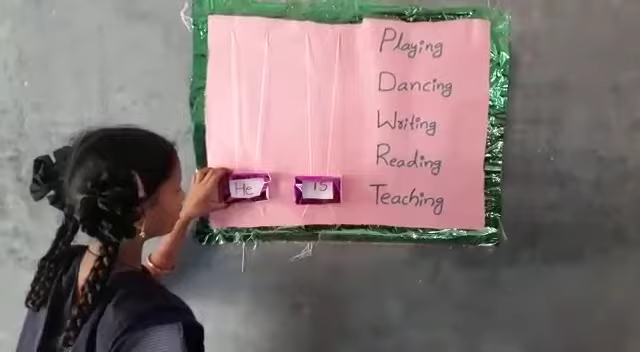 Playing
Dancing
Writing
Reading
He is Teaching